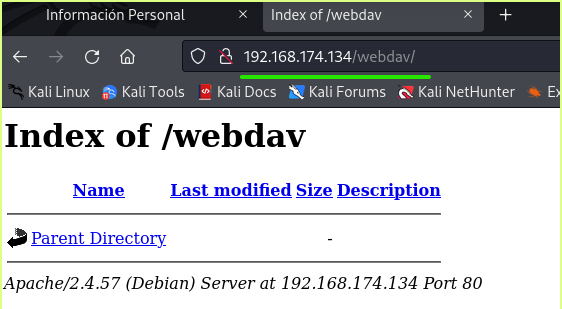 Información Personal × Index of /webdav × +
192.168.174.134/webdav/
Kali Linux Kali Tools Kali Docs Kali Forums Kali NetHunter Ex
Index of /webdav
Name Last modified Size Description
Parent Directory -
Apache/2.4.57 (Debian) Server at 192.168.174.134 Port 80